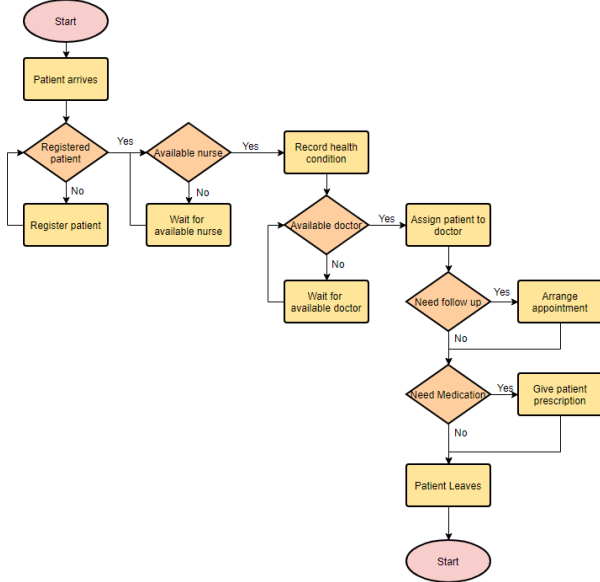 Start
Patient arrives
Registered
patient
Yes
No
Register patient
Available nurse
Yes
No
Wait for
available nurse
Record health
condition
Available doctor
Yes
No
Wait for
available doctor
Assign patient to
doctor
Need follow up
Yes
No
Arrange
appointment
Need Medication
Yes
No
Give patient
prescription
Patient Leaves
Start